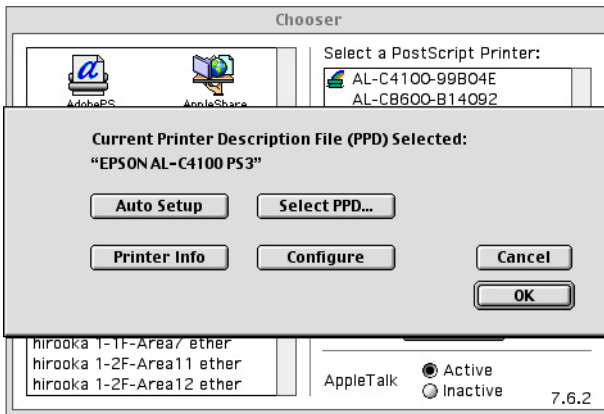 Chooser
Select a PostScript Printer:
AL-C4100-99B04E
AL-C8600-B14092
AdobePS
AppleShare
Current Printer Description File (PPD) Selected:
"EPSON AL-C4100 PS3"
Auto Setup
Select PPD...
Printer Info
Configure
Cancel
OK
hirooka 1-1F-Area7 ether
hirooka 1-2F-Area11 ether
hirooka 1-2F-Area12 ether
AppleTalk
Active
Inactive
7.6.2